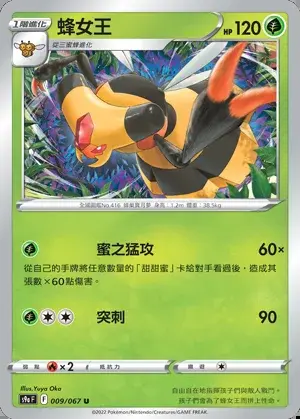 1階進化
蜂女王
HP 120
從三蜜蜂進化
全國圖鑑No.416 蜂巢寶可夢 身高:1.2m 體重:38.5kg
蜜之猛攻 60×
從自己的手牌將任意數量的「甜甜蜜」卡給對手看過後,造成其
張數×60點傷害。
突刺 90
弱點 ×2 抵抗力 撤退
Illus.Yuya Oka
s9a F F 009/067 U
©2022 Pokémon/Nintendo/Creatures/GAME FREAK